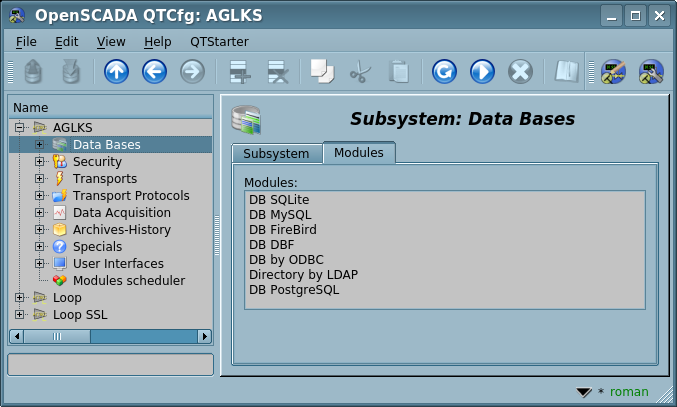 OpenSCADA QTCfg: AGLKS
File Edit View Help QTStarter
Name
AGLKS
Data Bases
Security
Transports
Transport Protocols
Data Acquisition
Archives-History
Specials
User Interfaces
Modules scheduler
Loop
Loop SSL
Subsystem: Data Bases
Subsystem Modules
Modules:
DB SQLite
DB MySQL
DB FireBird
DB DBF
DB by ODBC
Directory by LDAP
DB PostgreSQL
* roman